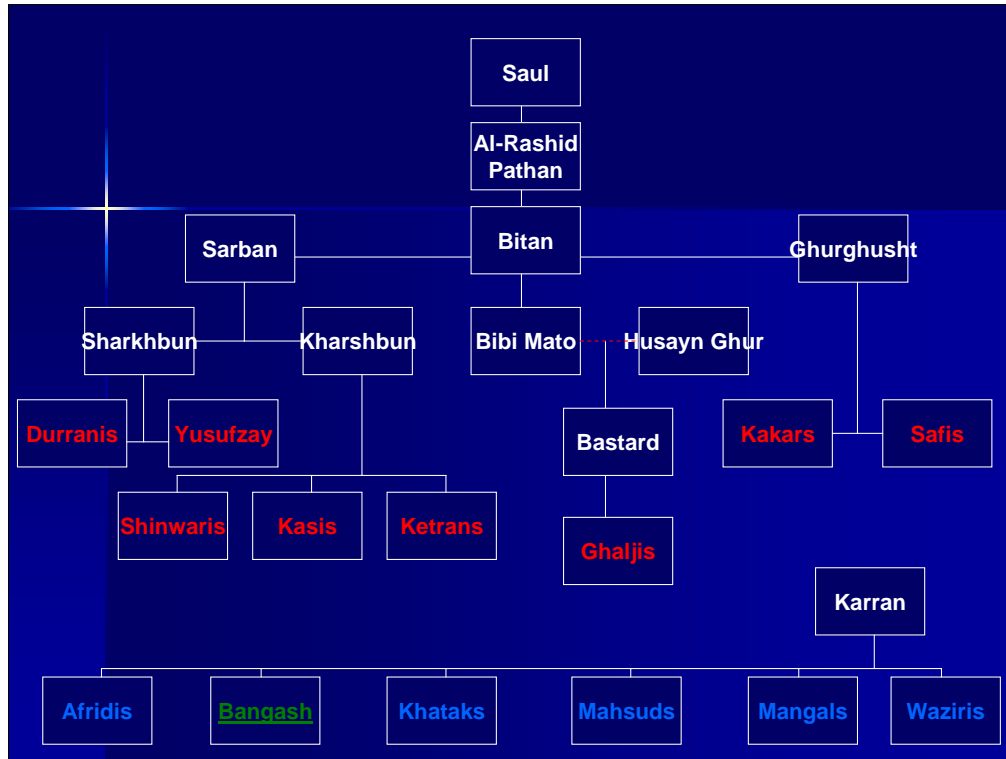 Saul
Al-Rashid
Pathan
Sarban
Bitan
Ghurghusht
Sharkhbun
Kharshbun
Bibi Mato
Husayn Ghur
Durranis
Yusufzay
Bastard
Kakars
Safis
Shinwaris
Kasis
Ketrans
Ghaljis
Karran
Afridis
Bangash
Khataks
Mahsuds
Mangals
Waziris